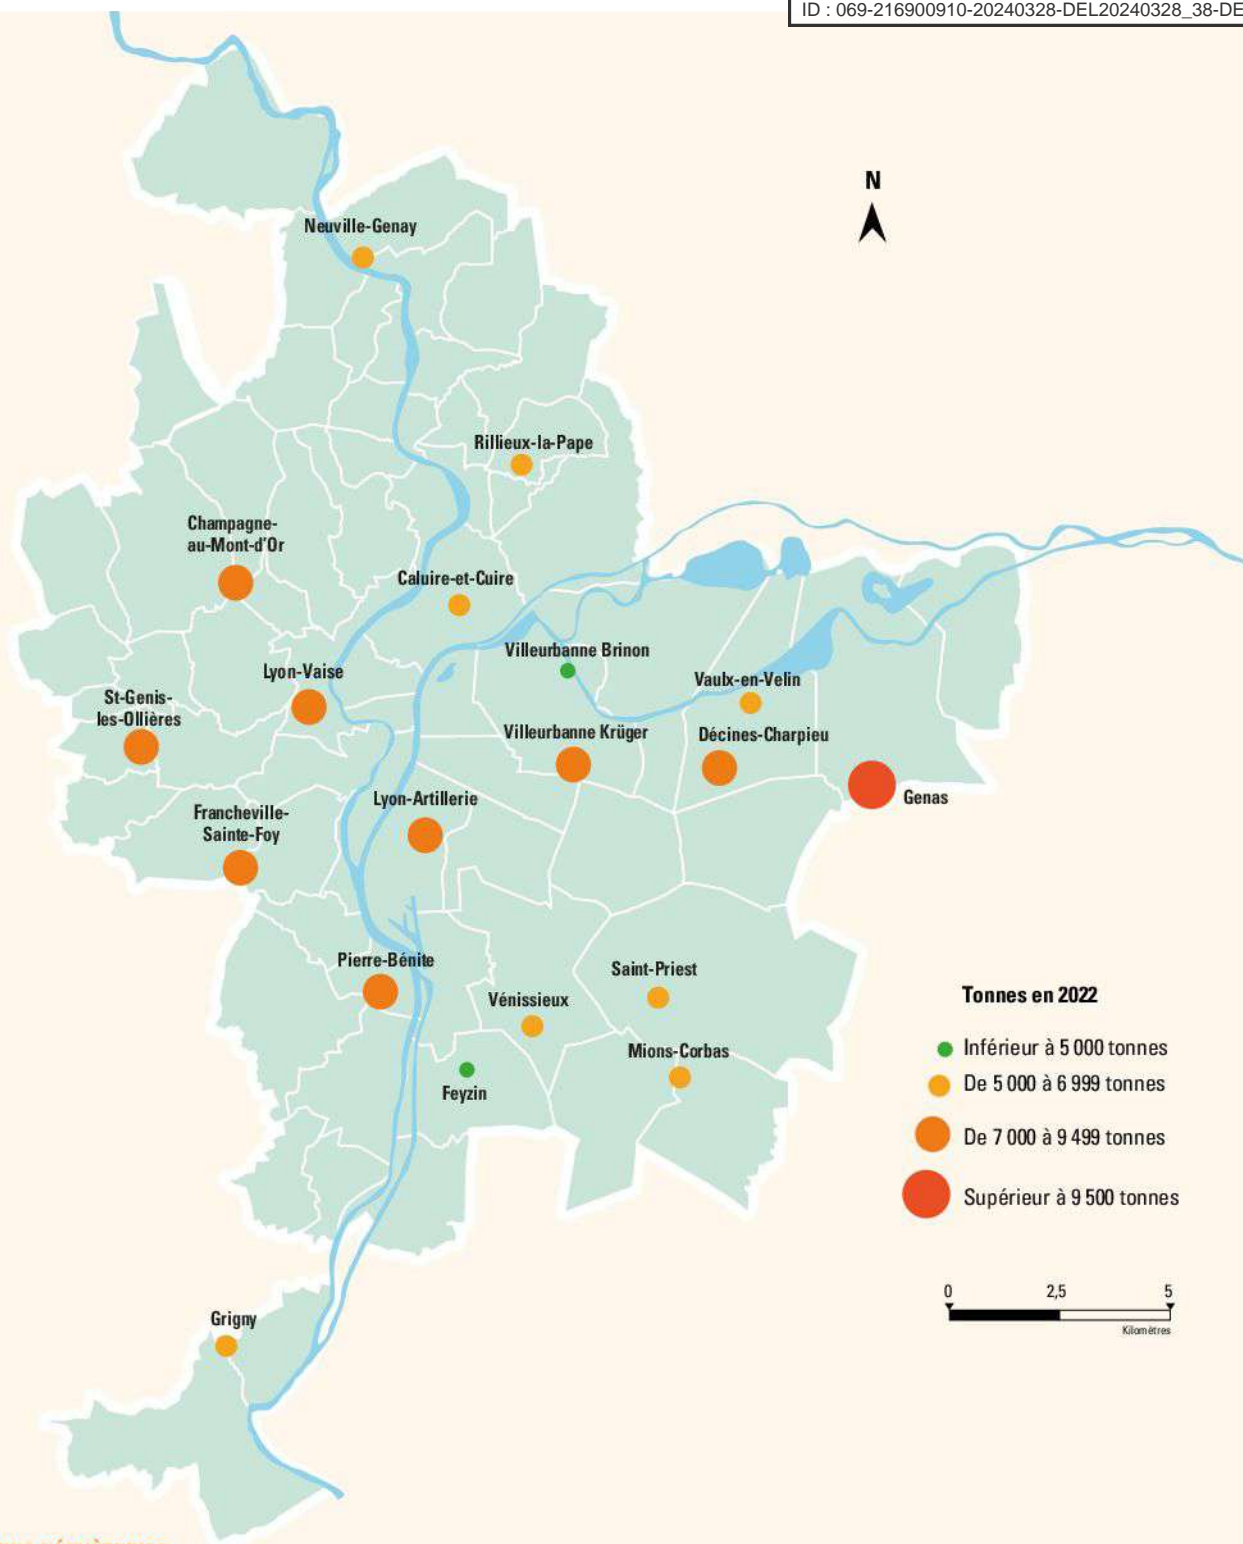 ID : 069-216900910-20240328-DEL20240328_38-DE
N
Neuville-Genay
Rillieux-la-Pape
Champagne-
au-Mont-d'Or
Caluire-et-Cuire
Villeurbanne Brinon
Lyon-Vaise
Vaulx-en-Velin
St-Genis-
les-Ollières
Villeurbanne Krüger
Décines-Charpieu
Genas
Lyon-Artillerie
Francheville-
Sainte-Foy
Pierre-Bénite
Saint-Priest
Vénissieux
Mions-Corbas
Feyzin
Grigny
Tonnes en 2022
Inférieur à 5 000 tonnes
De 5 000 à 6 999 tonnes
De 7 000 à 9 499 tonnes
Supérieur à 9 500 tonnes
0 2,5 5
Kilomètres